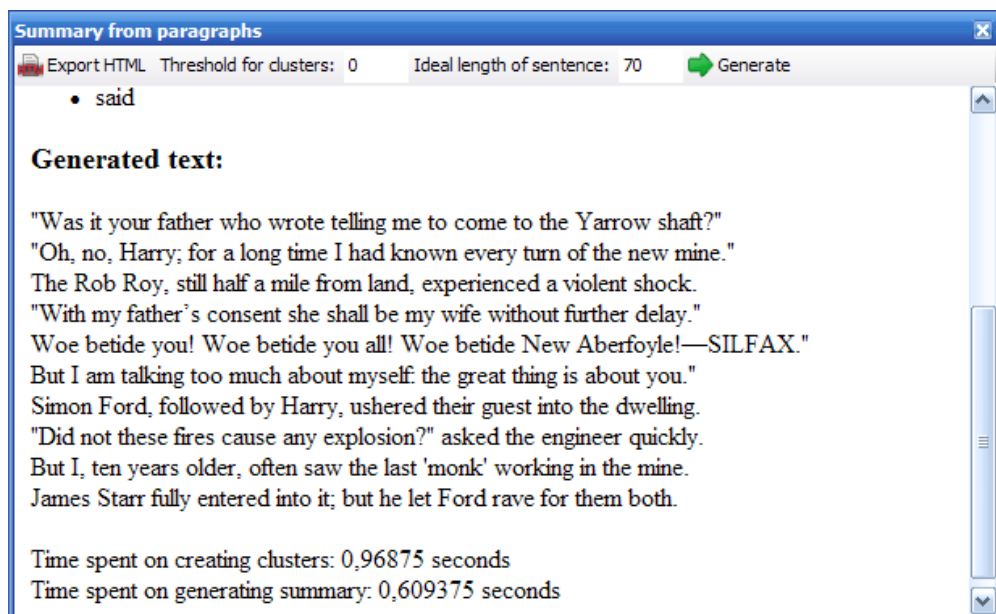 Summary from paragraphs
Export HTML Threshold for clusters: 0 Ideal length of sentence: 70 Generate
• said
Generated text:
"Was it your father who wrote telling me to come to the Yarrow shaft?"
"Oh, no, Harry; for a long time I had known every turn of the new mine."
The Rob Roy, still half a mile from land, experienced a violent shock.
"With my father’s consent she shall be my wife without further delay."
Woe betide you! Woe betide you all! Woe betide New Aberfoyle!—SILFAX."
But I am talking too much about myself: the great thing is about you."
Simon Ford, followed by Harry, ushered their guest into the dwelling.
"Did not these fires cause any explosion?" asked the engineer quickly.
But I, ten years older, often saw the last 'monk' working in the mine.
James Starr fully entered into it; but he let Ford rave for them both.
Time spent on creating clusters: 0,96875 seconds
Time spent on generating summary: 0,609375 seconds